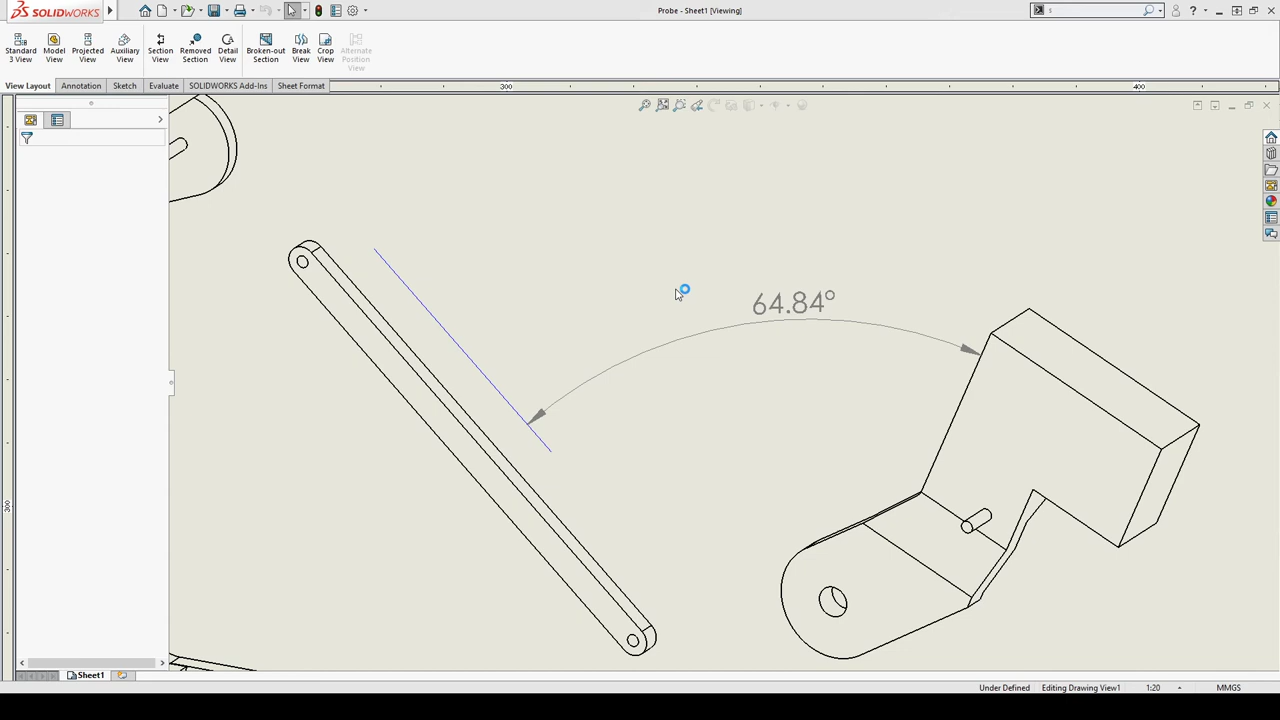 SOLIDWORKS
Probe - Sheet1 [Viewing]
s
Standard 3 View
Model View
Projected View
Auxiliary View
Section View
Removed Section
Detail View
Broken-out Section
Break View
Crop View
Alternate Position View
View Layout Annotation Sketch Evaluate SOLIDWORKS Add-Ins Sheet Format
300
400
64.84°
300
Sheet1
Under Defined Editing Drawing View1 1:20 MMGS